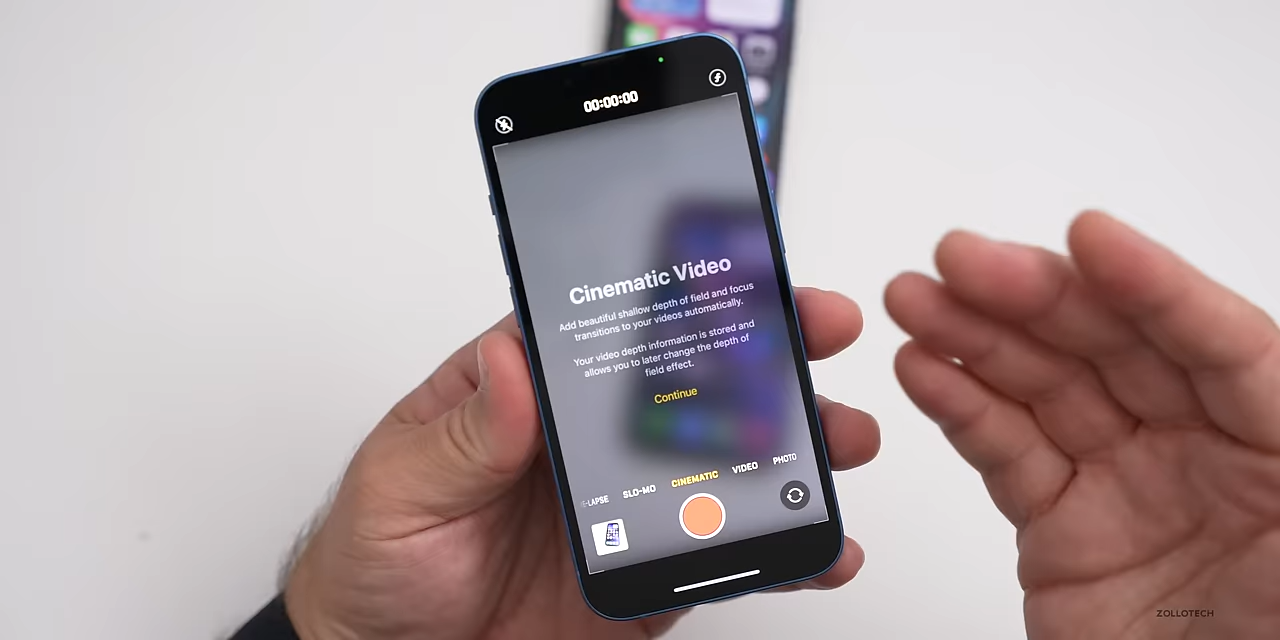 00:00:00
Cinematic Video
Add beautiful shallow depth of field and focus
transitions to your videos automatically.
Your video depth information is stored and
allows you to later change the depth of
field effect.
Continue
-LAPSE SLO-MO CINEMATIC VIDEO PHOTO
ZOLLOTECH